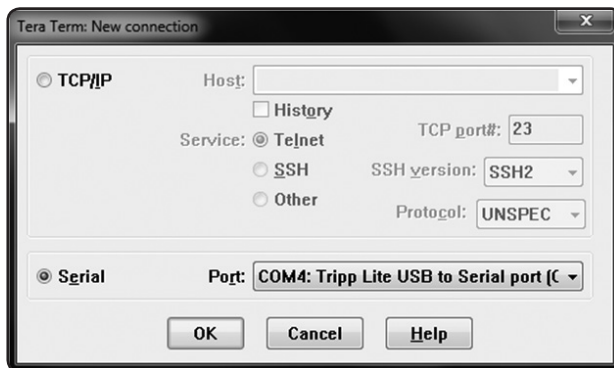 Tera Term: New connection
TCP/IP
Host:
History
Service:
Telnet
TCP port#: 23
SSH
SSH version: SSH2
Other
Protocol: UNSPEC
Serial
Port: COM4: Tripp Lite USB to Serial port (C
OK
Cancel
Help